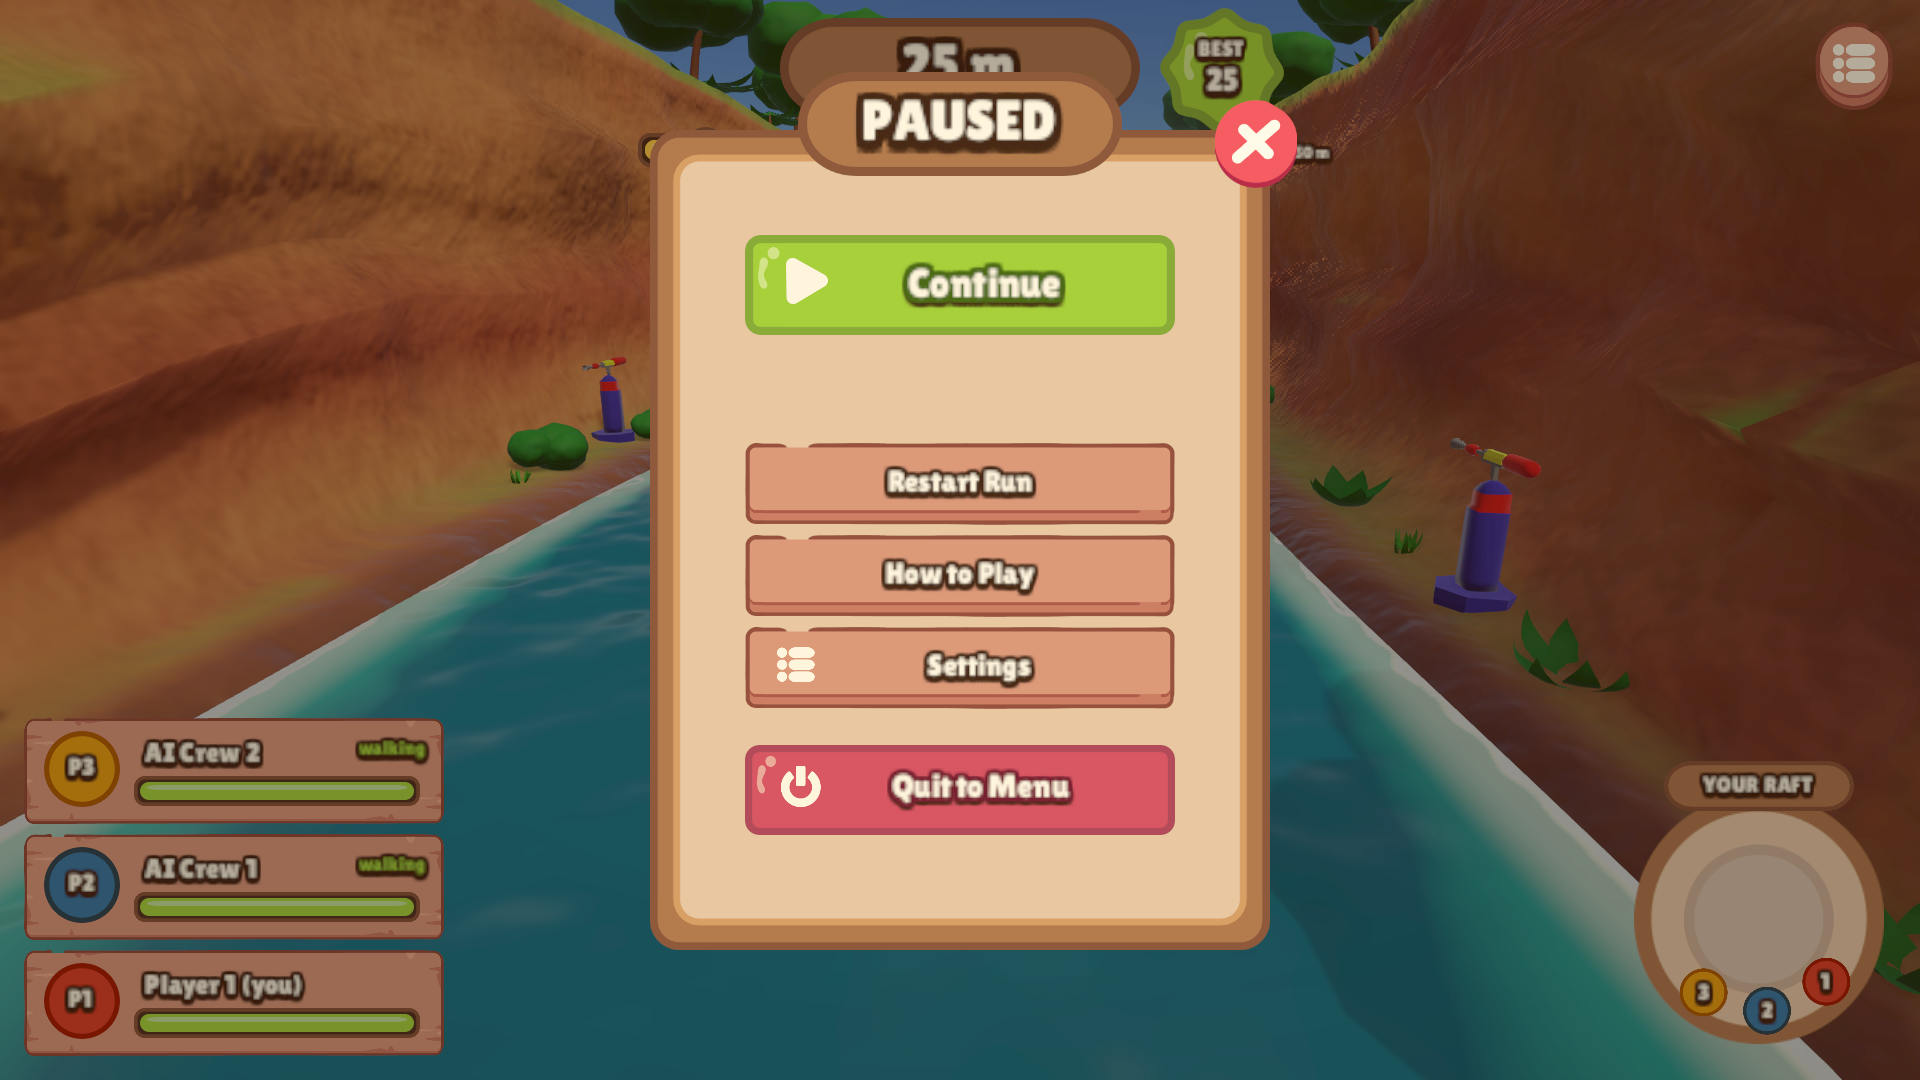 25 m
BEST
25
PAUSED
Continue
Restart Run
How to Play
Settings
Quit to Menu
P3
AI Crew 2
walking
P2
AI Crew 1
walking
P1
Player 1 (you)
YOUR RAFT
3
2
1